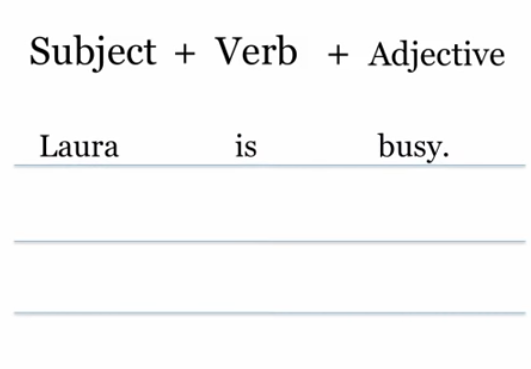 Subject + Verb + Adjective
Laura is busy.